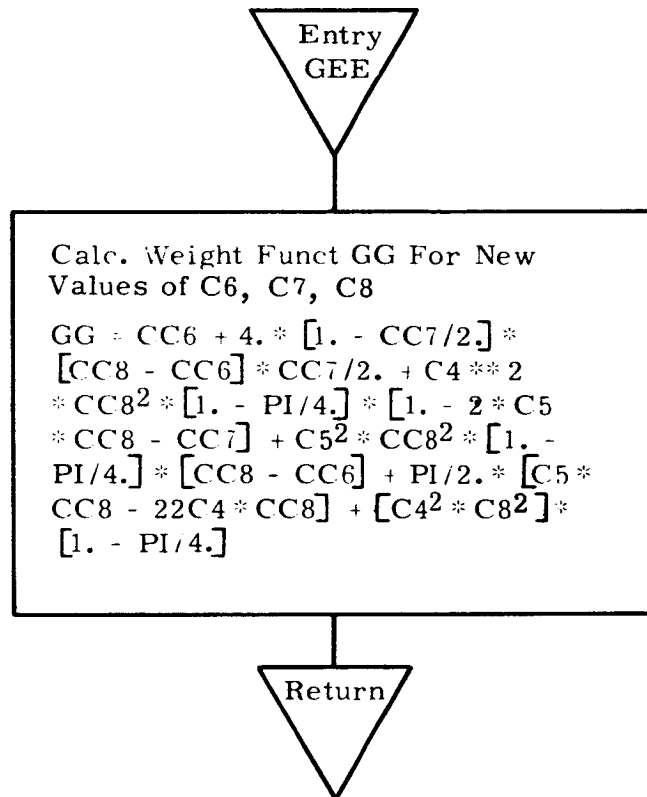 Entry
GEE
Calc. Weight Funct GG For New
Values of C6, C7, C8
GG = CC6 + 4. * [1. - CC7/2.] *
[CC8 - CC6] * CC7/2. + C4 ** 2
* CC8² * [1. - PI/4.] * [1. - 2 * C5
* CC8 - CC7] + C5² * CC8² * [1. -
PI/4.] * [CC8 - CC6] + PI/2. * [C5 *
CC8 - 22C4 * CC8] + [C4² * C8²] *
[1. - PI/4.]
Return